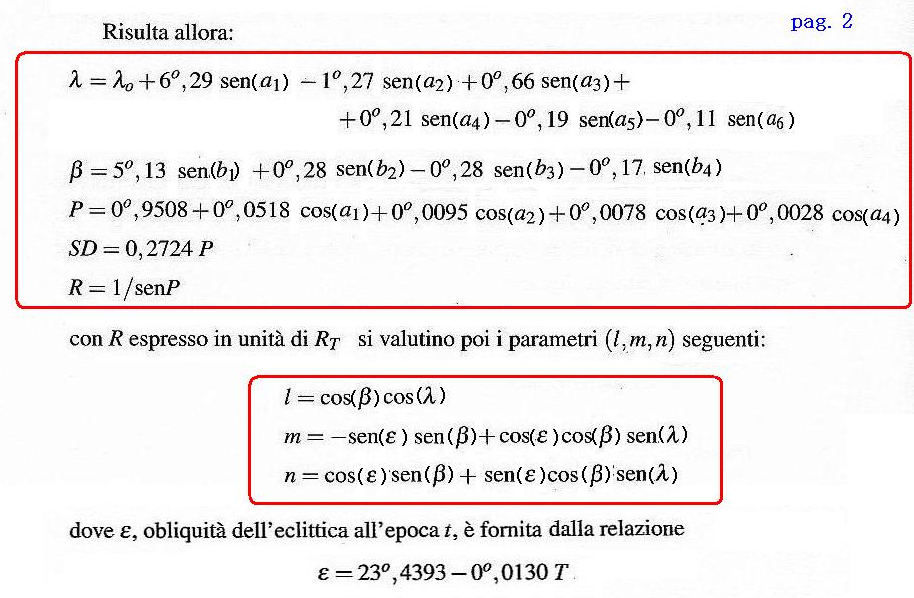 pag. 2
Risulta allora:
λ = λₒ + 6°,29 sen(a₁) − 1°,27 sen(a₂) + 0°,66 sen(a₃) +
+ 0°,21 sen(a₄) − 0°,19 sen(a₅) − 0°,11 sen(a₆)
β = 5°,13 sen(b₁) + 0°,28 sen(b₂) − 0°,28 sen(b₃) − 0°,17 sen(b₄)
P = 0°,9508 + 0°,0518 cos(a₁) + 0°,0095 cos(a₂) + 0°,0078 cos(a₃) + 0°,0028 cos(a₄)
SD = 0,2724 P
R = 1/senP
con R espresso in unità di R_T si valutino poi i parametri (l,m,n) seguenti:
l = cos(β)cos(λ)
m = −sen(ε) sen(β) + cos(ε)cos(β) sen(λ)
n = cos(ε) sen(β) + sen(ε)cos(β) sen(λ)
dove ε, obliquità dell'eclittica all'epoca t, è fornita dalla relazione
ε = 23°,4393 − 0°,0130 T